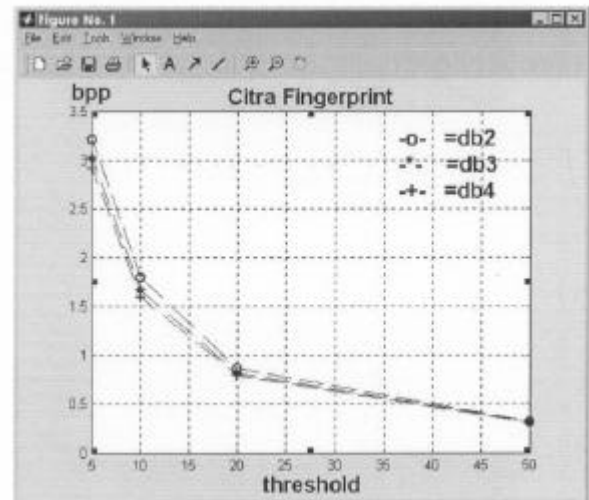 Figure No. 1
File Edit Tools Window Help
A
bpp
Citra Fingerprint
-o- =db2
-*- =db3
-+- =db4
3.5
3
2.5
2
1.5
1
0.5
0
5 10 15 20 25 30 35 40 45 50
threshold